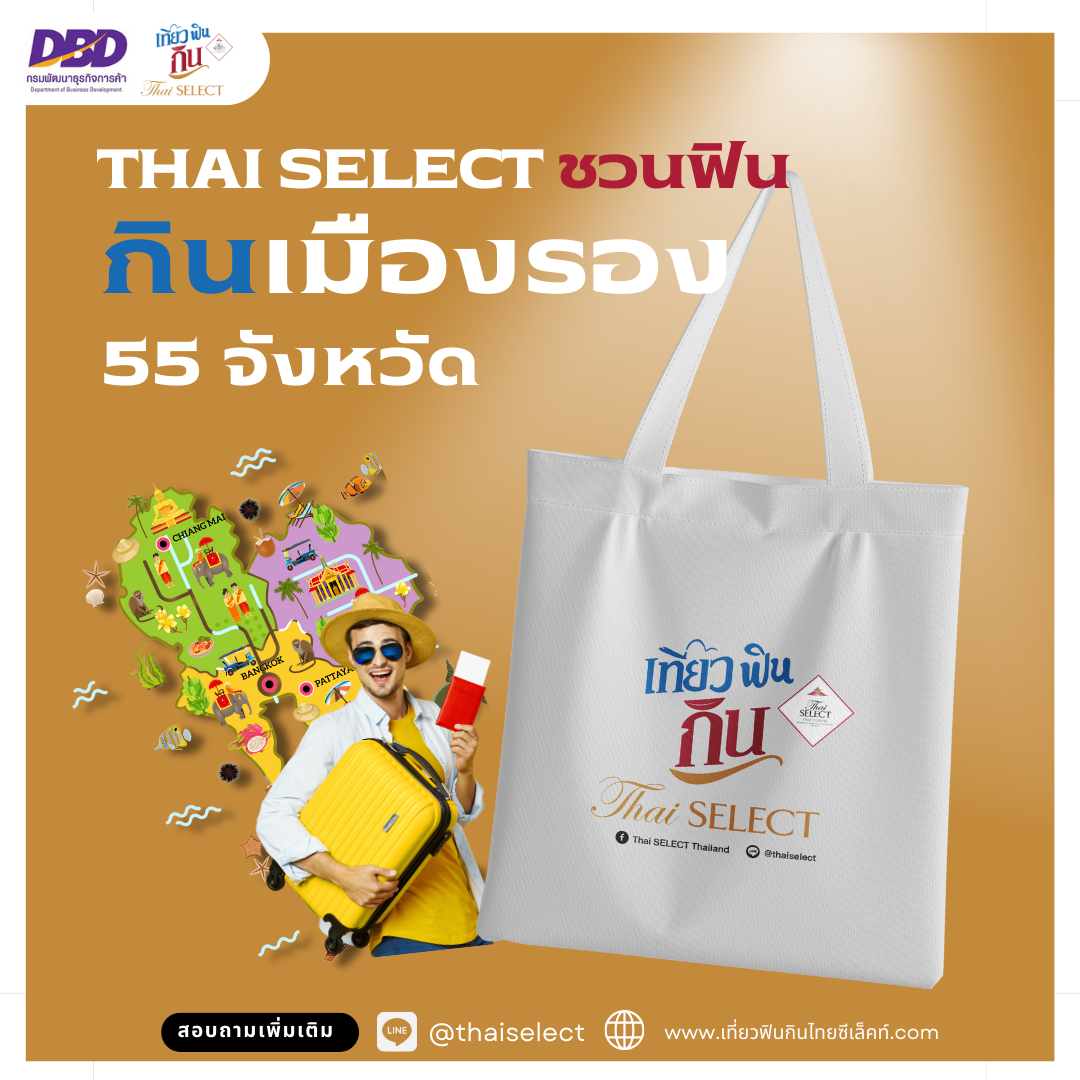 DBD
กรมพัฒนาธุรกิจการค้า
Department of Business Development
เที่ยว ฟิน
กิน
Thai SELECT
THAI SELECT ชวนฟิน
กินเมืองรอง
55 จังหวัด
CHIANG MAI
BANGKOK
PATTAYA
เที่ยว ฟิน
กิน
Thai
SELECT
Thai SELECT
Thai SELECT Thailand
LINE @thaiselect
สอบถามเพิ่มเติม
LINE
@thaiselect
www.เที่ยวฟินกินไทยซีเล็คท์.com